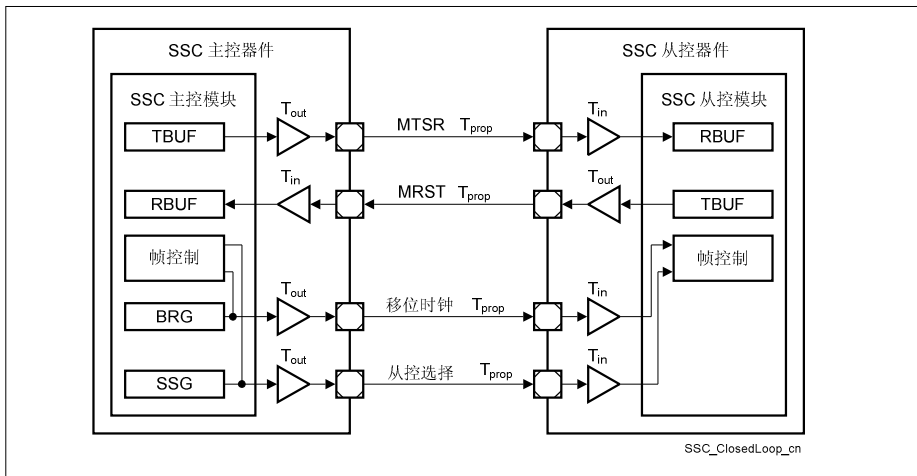 SSC 主控器件
SSC 从控器件
SSC 主控模块
SSC 从控模块
TBUF
Tout
MTSR Tprop
Tin
RBUF
RBUF
Tin
MRST Tprop
Tout
TBUF
帧控制
帧控制
BRG
Tout
移位时钟 Tprop
Tin
SSG
Tout
从控选择 Tprop
Tin
SSC_ClosedLoop_cn